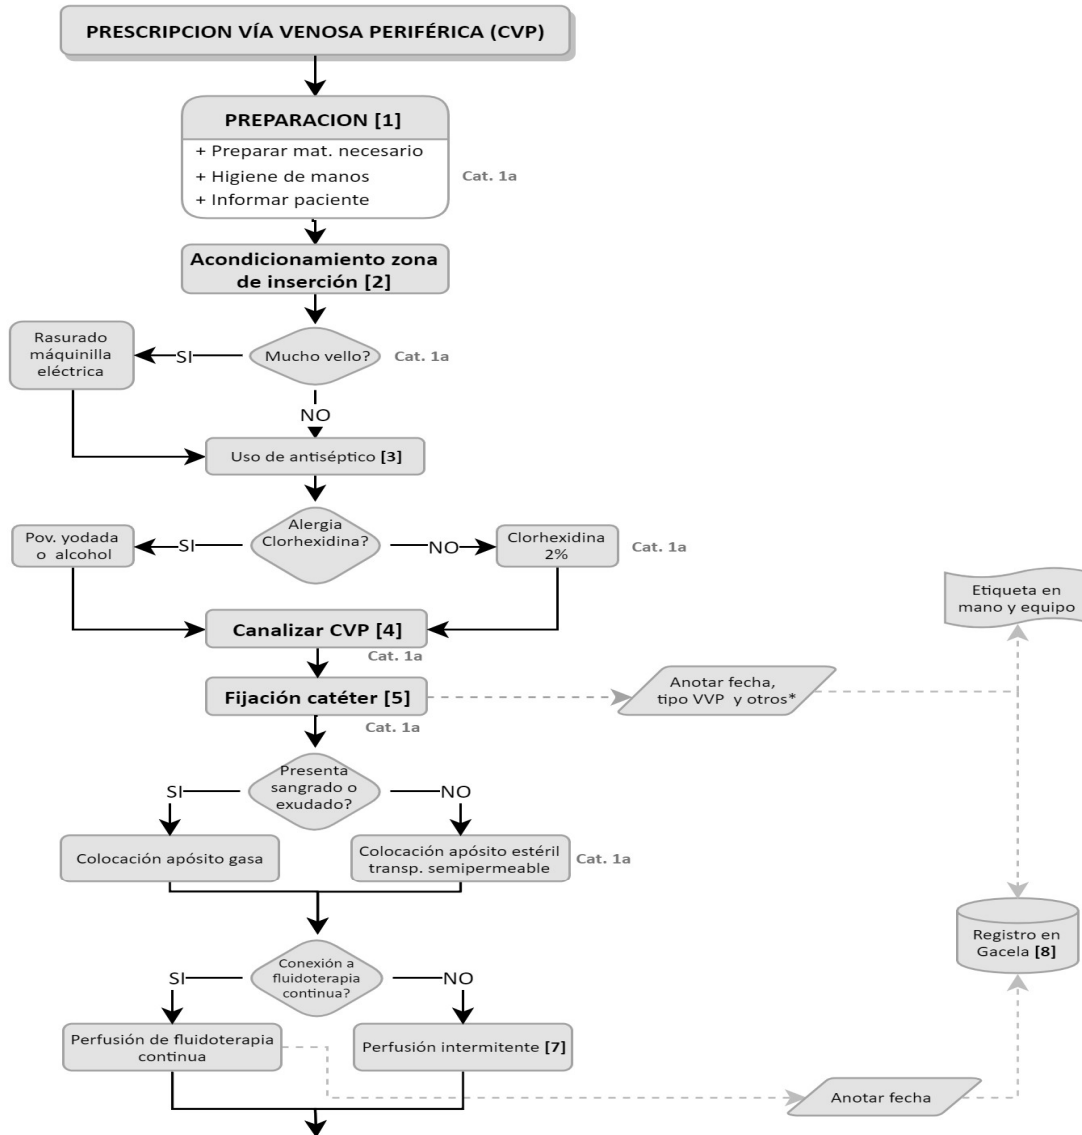 PRESCRIPCION VÍA VENOSA PERIFÉRICA (CVP)
PREPARACION [1]
+ Preparar mat. necesario
+ Higiene de manos
+ Informar paciente
Cat. 1a
Acondicionamiento zona
de inserción [2]
Rasurado
máquinilla
eléctrica
SI
Mucho vello?
Cat. 1a
NO
Uso de antiséptico [3]
Pov. yodada
o alcohol
SI
Alergia
Clorhexidina?
NO
Clorhexidina
2%
Cat. 1a
Canalizar CVP [4]
Cat. 1a
Etiqueta en
mano y equipo
Fijación catéter [5]
Cat. 1a
Anotar fecha,
tipo VVP y otros*
Presenta
sangrado o
exudado?
SI
NO
Colocación apósito gasa
Colocación apósito estéril
transp. semipermeable
Cat. 1a
Registro en
Gacela [8]
Conexión a
fluidoterapia
continua?
SI
NO
Perfusión de fluidoterapia
continua
Perfusión intermitente [7]
Anotar fecha